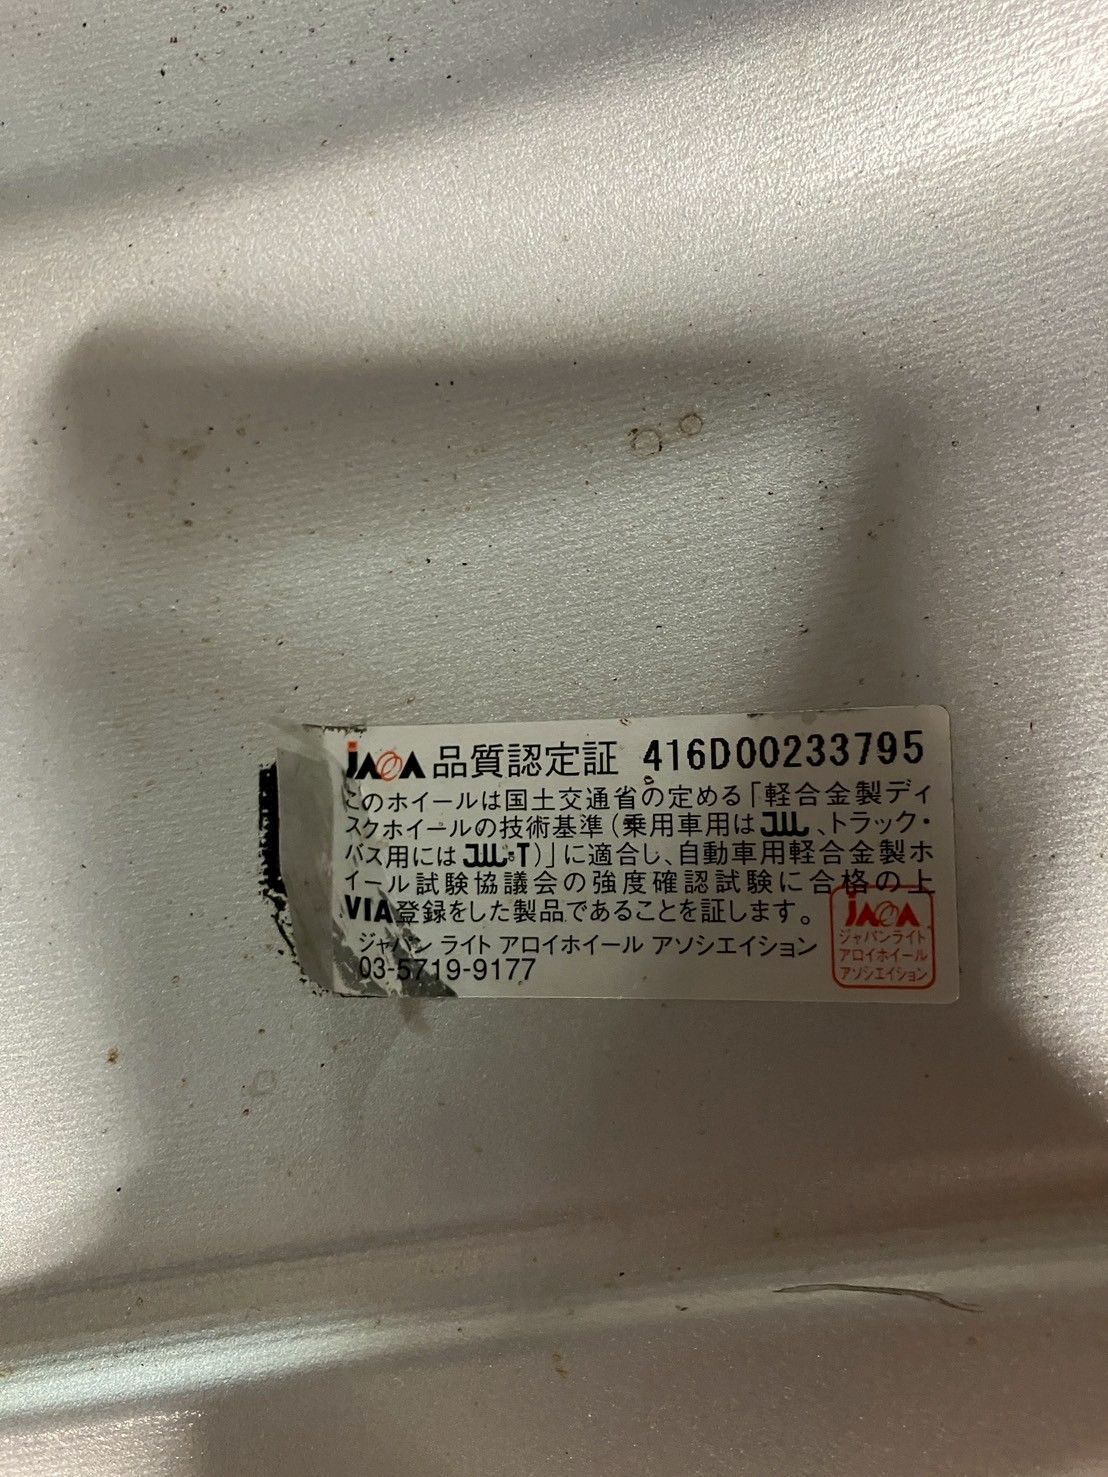 JAWA 品質認定証 416D00233795
このホイールは国土交通省の定める「軽合金製ディ
スクホイールの技術基準(乗用車用はJWL、トラック・
バス用にはJWL-T)」に適合し、自動車用軽合金製ホ
イール試験協議会の強度確認試験に合格の上
VIA登録をした製品であることを証します。
ジャパン ライト アロイホイール アソシエイション
03-5719-9177
JAWA
ジャパンライト
アロイホイール
アソシエイション